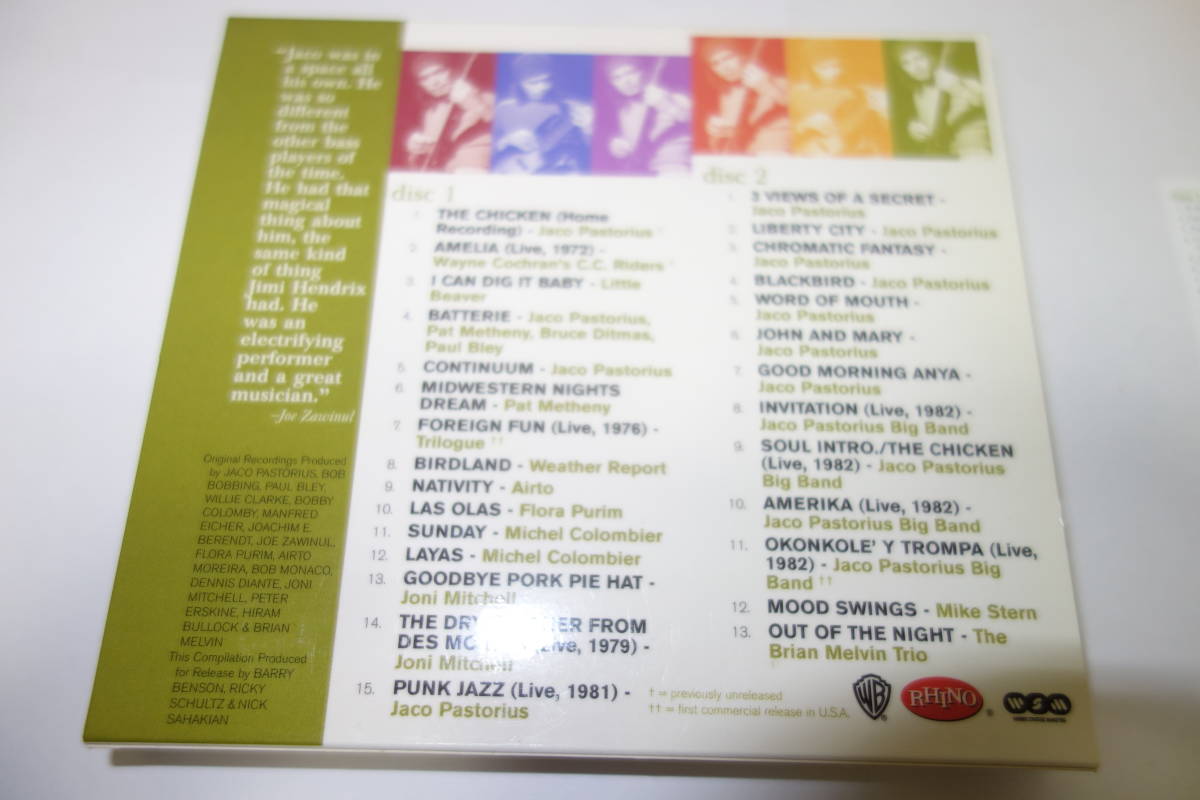 "Jaco was in
a space all
his own. He
was so
different
from the
other bass
players of
the time.
He had that
magical
thing about
him, the
same kind
of thing
Jimi Hendrix
had. He
was an
electrifying
performer
and a great
musician."
–Joe Zawinul
Original Recordings Produced
by JACO PASTORIUS, BOB
BOBBING, PAUL BLEY,
WILLIE CLARKE, BOBBY
COLOMBY, MANFRED
EICHER, JOACHIM E.
BERENDT, JOE ZAWINUL,
FLORA PURIM, AIRTO
MOREIRA, BOB MONACO,
DENNIS DIANTE, JONI
MITCHELL, PETER
ERSKINE, HIRAM
BULLOCK & BRIAN
MELVIN
This Compilation Produced
for Release by BARRY
BENSON, RICKY
SCHULTZ & NICK
SAHAKIAN
disc 1
1. THE CHICKEN (Home
Recording) - Jaco Pastorius †
2. AMELIA (Live, 1972) -
Wayne Cochran's C.C. Riders †
3. I CAN DIG IT BABY - Little
Beaver
4. BATTERIE - Jaco Pastorius,
Pat Metheny, Bruce Ditmas,
Paul Bley
5. CONTINUUM - Jaco Pastorius
6. MIDWESTERN NIGHTS
DREAM - Pat Metheny
7. FOREIGN FUN (Live, 1976) -
Trilogue ††
8. BIRDLAND - Weather Report
9. NATIVITY - Airto
10. LAS OLAS - Flora Purim
11. SUNDAY - Michel Colombier
12. LAYAS - Michel Colombier
13. GOODBYE PORK PIE HAT -
Joni Mitchell
14. THE DRY CLEANER FROM
DES MOINES (Live, 1979) -
Joni Mitchell
15. PUNK JAZZ (Live, 1981) -
Jaco Pastorius
disc 2
1. 3 VIEWS OF A SECRET -
Jaco Pastorius
2. LIBERTY CITY - Jaco Pastorius
3. CHROMATIC FANTASY -
Jaco Pastorius
4. BLACKBIRD - Jaco Pastorius
5. WORD OF MOUTH -
Jaco Pastorius
6. JOHN AND MARY -
Jaco Pastorius
7. GOOD MORNING ANYA -
Jaco Pastorius
8. INVITATION (Live, 1982) -
Jaco Pastorius Big Band
9. SOUL INTRO./THE CHICKEN
(Live, 1982) - Jaco Pastorius
Big Band
10. AMERIKA (Live, 1982) -
Jaco Pastorius Big Band
11. OKONKOLE' Y TROMPA (Live,
1982) - Jaco Pastorius Big
Band ††
12. MOOD SWINGS - Mike Stern
13. OUT OF THE NIGHT - The
Brian Melvin Trio
† = previously unreleased
†† = first commercial release in U.S.A.
WB
RHINO